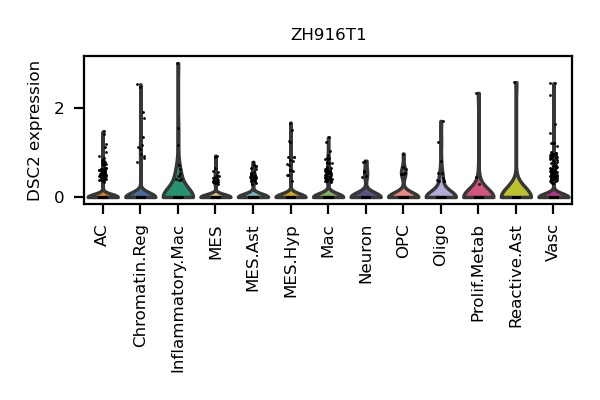 ZH916T1
DSC2 expression
2
0
AC
Chromatin.Reg
Inflammatory.Mac
MES
MES.Ast
MES.Hyp
Mac
Neuron
OPC
Oligo
Prolif.Metab
Reactive.Ast
Vasc